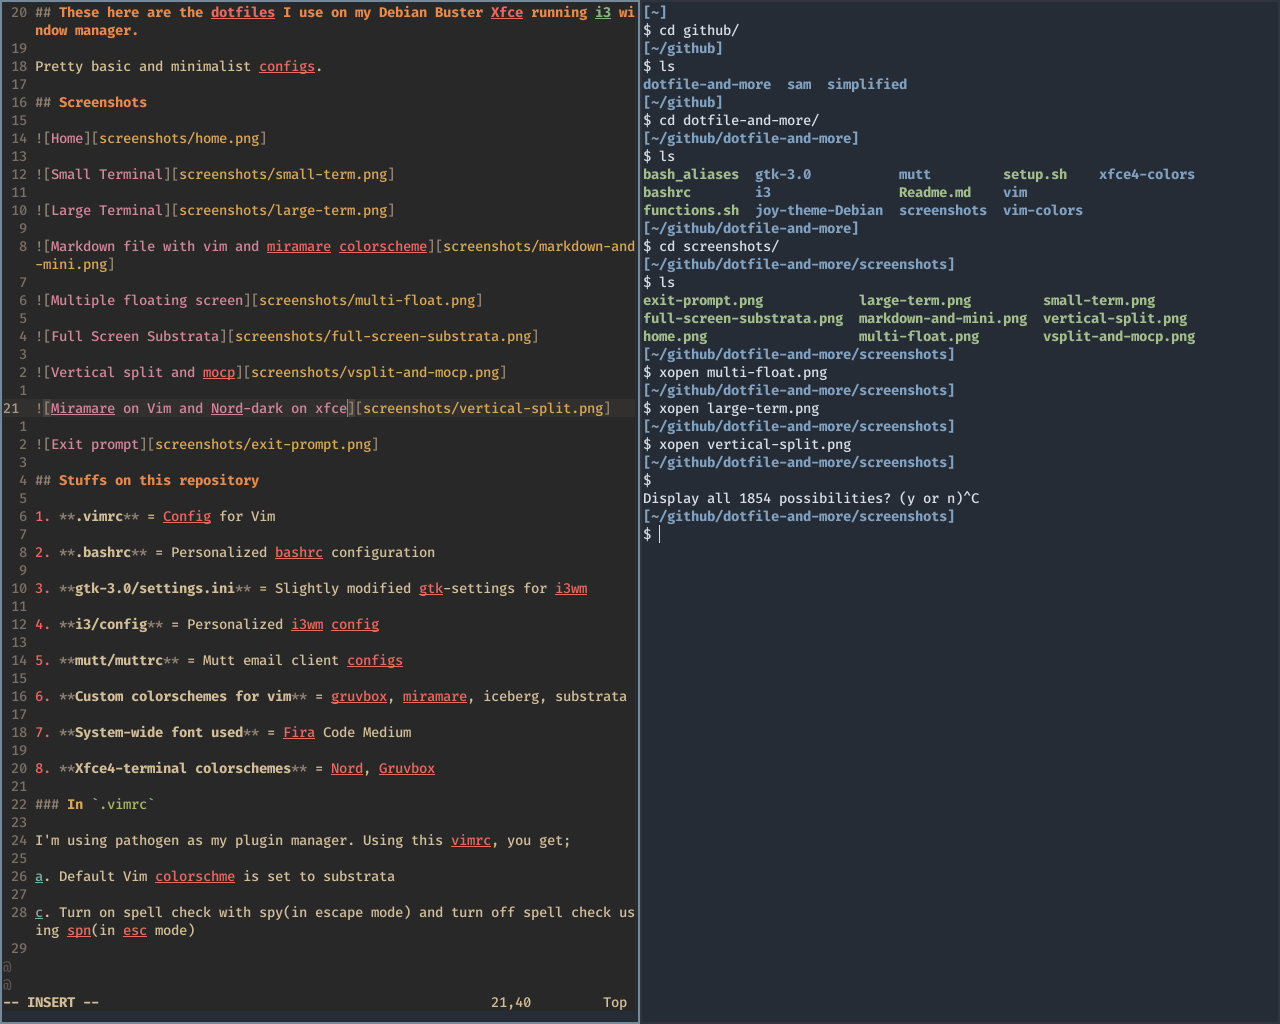 20 ## These here are the dotfiles I use on my Debian Buster Xfce running i3 wi
ndow manager.
19
18 Pretty basic and minimalist configs.
17
16 ## Screenshots
15
14 ![Home][screenshots/home.png]
13
12 ![Small Terminal][screenshots/small-term.png]
11
10 ![Large Terminal][screenshots/large-term.png]
9
8 ![Markdown file with vim and miramare colorscheme][screenshots/markdown-and
-mini.png]
7
6 ![Multiple floating screen][screenshots/multi-float.png]
5
4 ![Full Screen Substrata][screenshots/full-screen-substrata.png]
3
2 ![Vertical split and mocp][screenshots/vsplit-and-mocp.png]
1
21 ![Miramare on Vim and Nord-dark on xfce][screenshots/vertical-split.png]
1
2 ![Exit prompt][screenshots/exit-prompt.png]
3
4 ## Stuffs on this repository
5
6 1. **.vimrc** = Config for Vim
7
8 2. **.bashrc** = Personalized bashrc configuration
9
10 3. **gtk-3.0/settings.ini** = Slightly modified gtk-settings for i3wm
11
12 4. **i3/config** = Personalized i3wm config
13
14 5. **mutt/muttrc** = Mutt email client configs
15
16 6. **Custom colorschemes for vim** = gruvbox, miramare, iceberg, substrata
17
18 7. **System-wide font used** = Fira Code Medium
19
20 8. **Xfce4-terminal colorschemes** = Nord, Gruvbox
21
22 ### In `.vimrc`
23
24 I'm using pathogen as my plugin manager. Using this vimrc, you get;
25
26 a. Default Vim colorschme is set to substrata
27
28 c. Turn on spell check with spy(in escape mode) and turn off spell check us
ing spn(in esc mode)
29
@
@
-- INSERT -- 21,40 Top
[~]
$ cd github/
[~/github]
$ ls
dotfile-and-more sam simplified
[~/github]
$ cd dotfile-and-more/
[~/github/dotfile-and-more]
$ ls
bash_aliases gtk-3.0 mutt setup.sh xfce4-colors
bashrc i3 Readme.md vim
functions.sh joy-theme-Debian screenshots vim-colors
[~/github/dotfile-and-more]
$ cd screenshots/
[~/github/dotfile-and-more/screenshots]
$ ls
exit-prompt.png large-term.png small-term.png
full-screen-substrata.png markdown-and-mini.png vertical-split.png
home.png multi-float.png vsplit-and-mocp.png
[~/github/dotfile-and-more/screenshots]
$ xopen multi-float.png
[~/github/dotfile-and-more/screenshots]
$ xopen large-term.png
[~/github/dotfile-and-more/screenshots]
$ xopen vertical-split.png
[~/github/dotfile-and-more/screenshots]
$
Display all 1854 possibilities? (y or n)^C
[~/github/dotfile-and-more/screenshots]
$